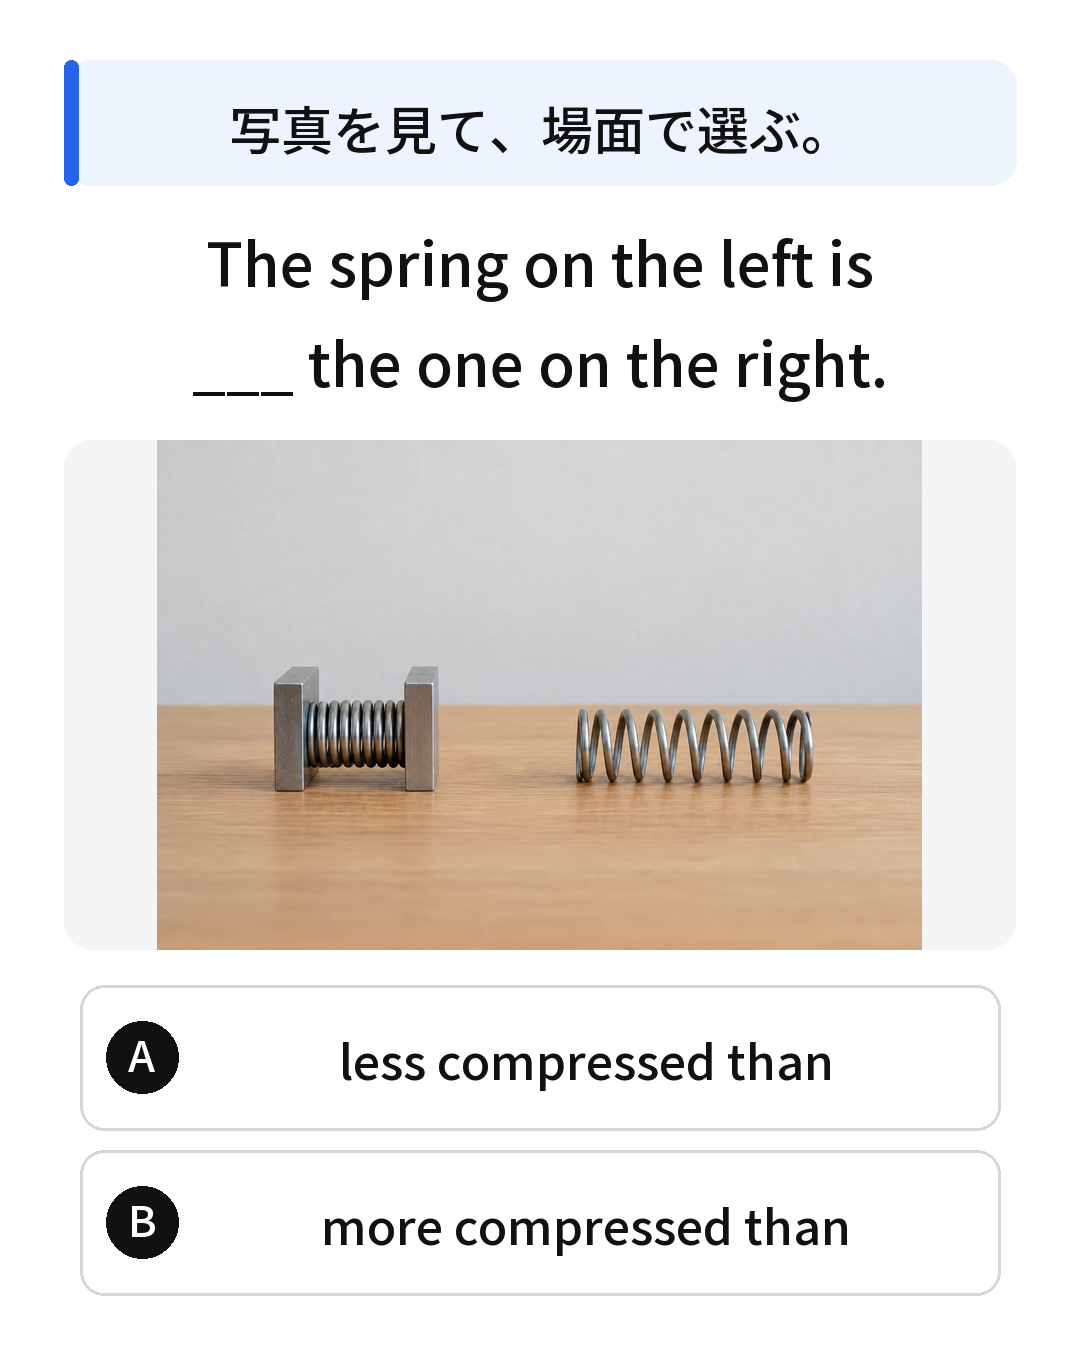 写真を見て、場面で選ぶ。
The spring on the left is
___ the one on the right.
A less compressed than
B more compressed than